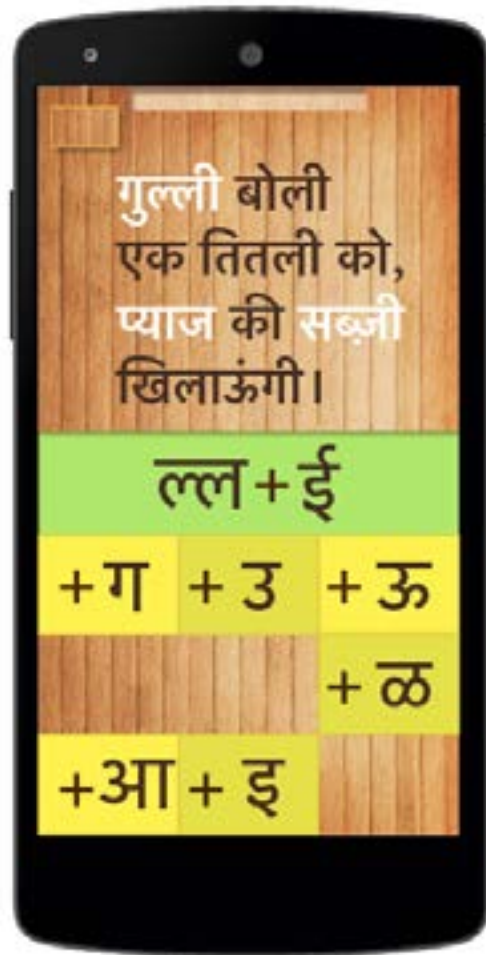 गुल्ली बोली
एक तितली को,
प्याज की सब्ज़ी
खिलाऊंगी।
ल्ल+ई
+ग +उ +ऊ
+ळ
+आ +इ